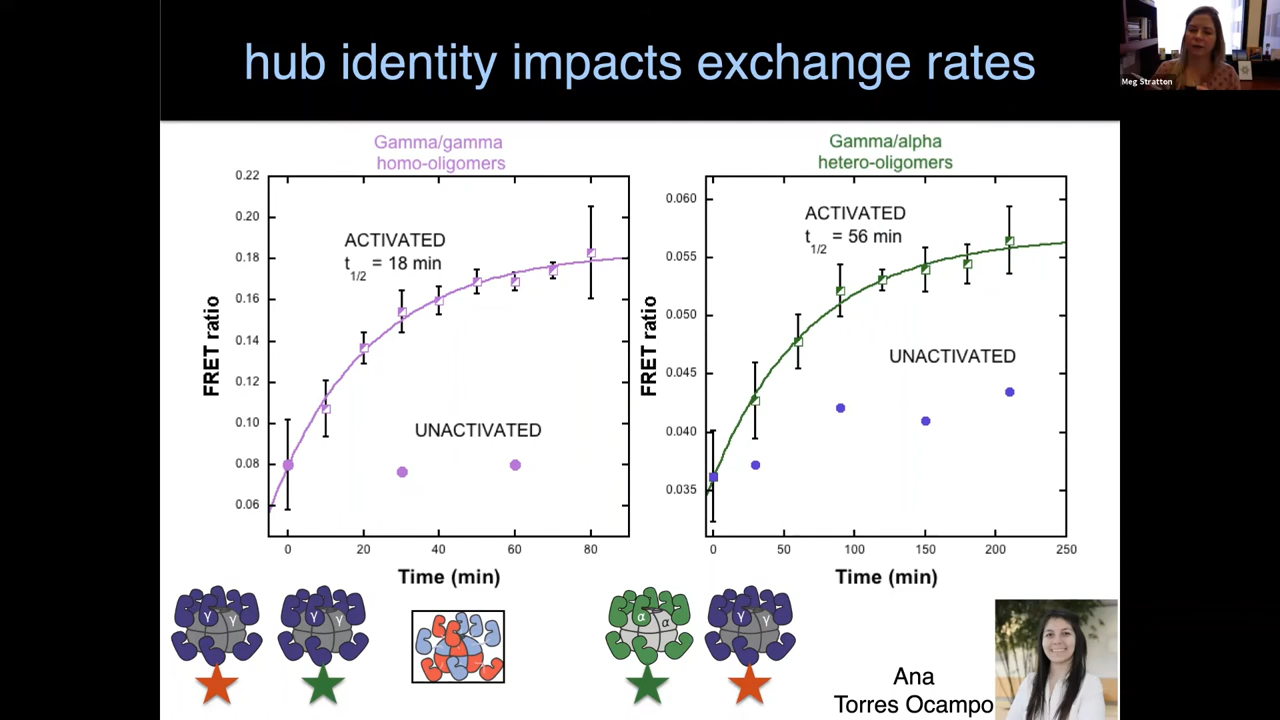 hub identity impacts exchange rates
Meg Stratton
Gamma/gamma
homo-oligomers
0.22
0.20
0.18
0.16
0.14
0.12
0.10
0.08
0.06
FRET ratio
ACTIVATED
t1/2 = 18 min
UNACTIVATED
0
20
40
60
80
Time (min)
Gamma/alpha
hetero-oligomers
0.060
0.055
0.050
0.045
0.040
0.035
FRET ratio
ACTIVATED
t1/2 = 56 min
UNACTIVATED
0
50
100
150
200
250
Time (min)
γ γ
γ γ
α α
γ γ
Ana
Torres Ocampo